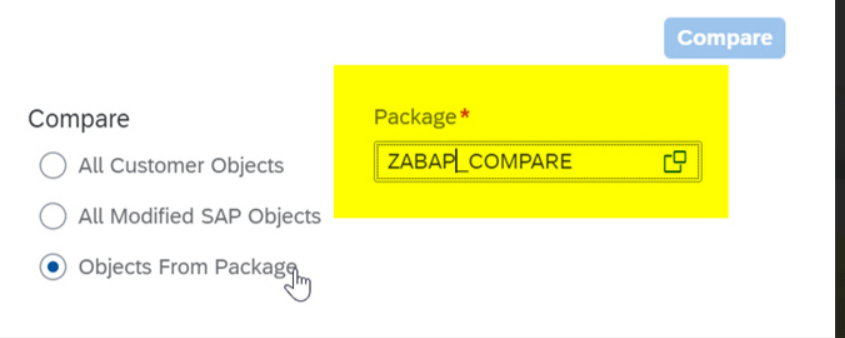 Compare
Compare
Package*
ZABAP_COMPARE
All Customer Objects
All Modified SAP Objects
Objects From Package